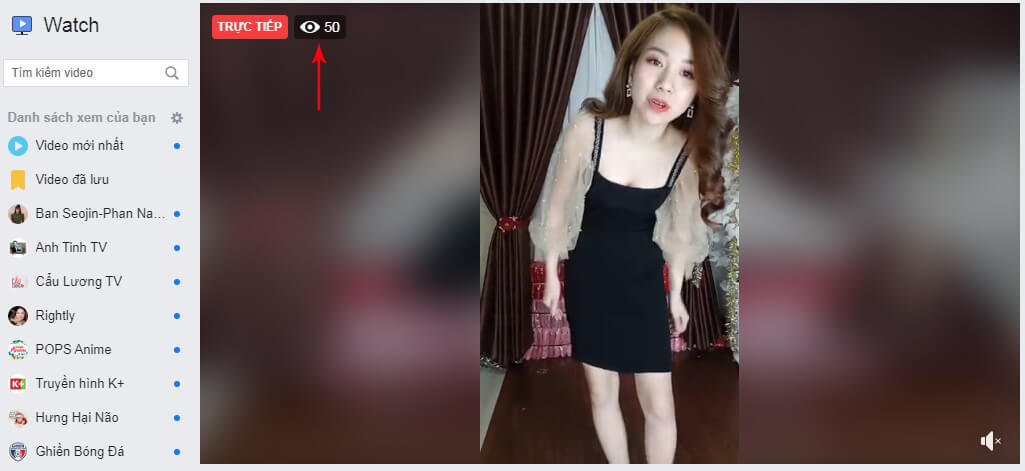 Watch
TRỰC TIẾP 50
Tìm kiếm video
Danh sách xem của bạn
Video mới nhất
Video đã lưu
Ban Seojin-Phan Na...
Anh Tinh TV
Cẩu Lương TV
Rightly
POPS Anime
K+ Truyền hình K+
Hưng Hại Não
Ghiền Bóng Đá